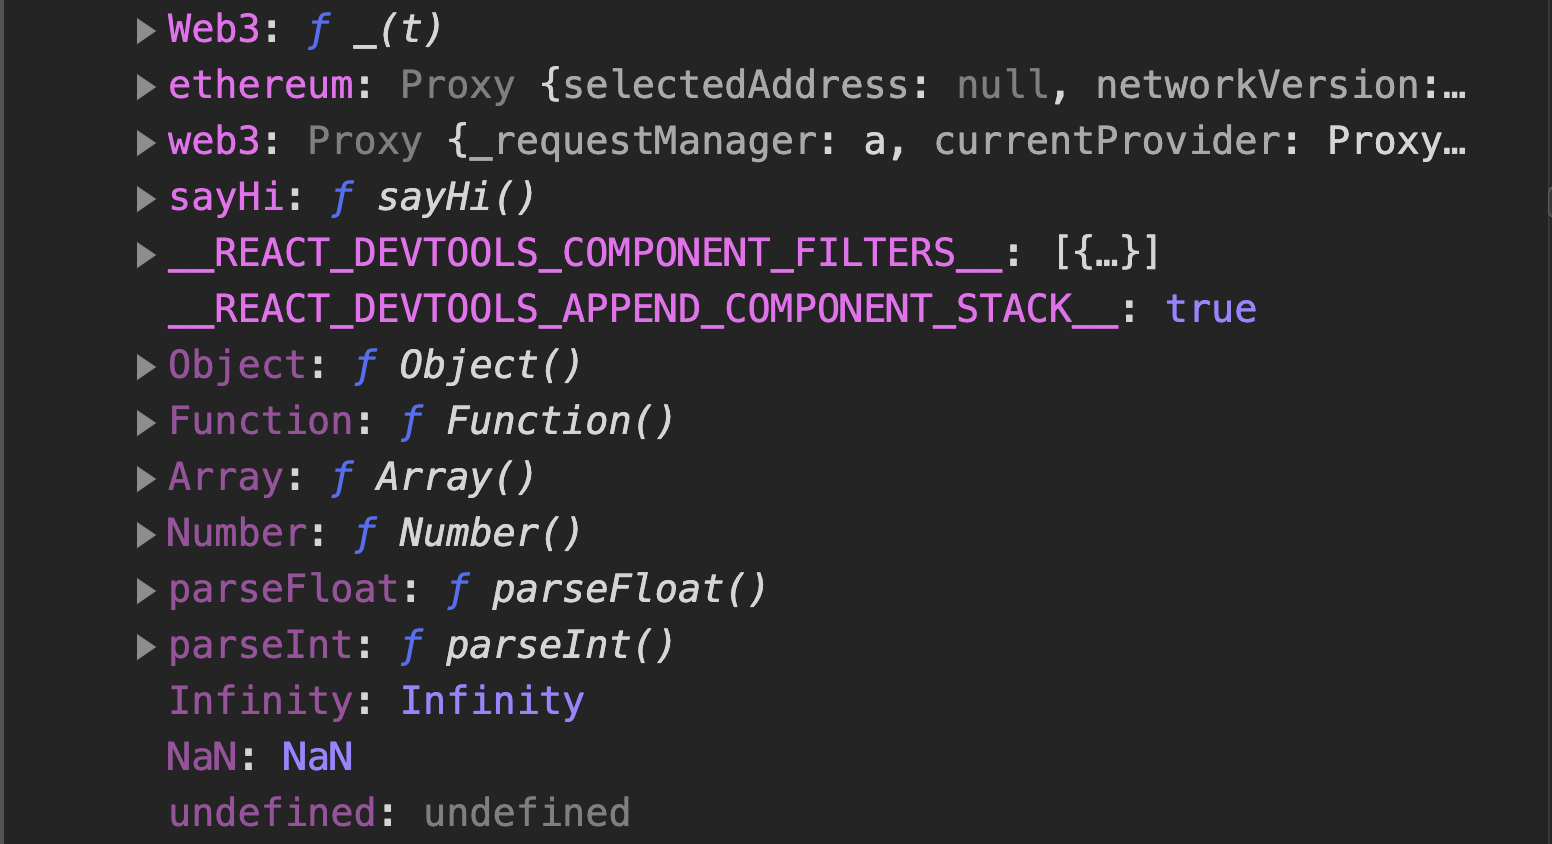 ▶Web3: ƒ _(t)
▶ethereum: Proxy {selectedAddress: null, networkVersion:…
▶web3: Proxy {_requestManager: a, currentProvider: Proxy…
▶sayHi: ƒ sayHi()
▶__REACT_DEVTOOLS_COMPONENT_FILTERS__: [{…}]
__REACT_DEVTOOLS_APPEND_COMPONENT_STACK__: true
▶Object: ƒ Object()
▶Function: ƒ Function()
▶Array: ƒ Array()
▶Number: ƒ Number()
▶parseFloat: ƒ parseFloat()
▶parseInt: ƒ parseInt()
Infinity: Infinity
NaN: NaN
undefined: undefined